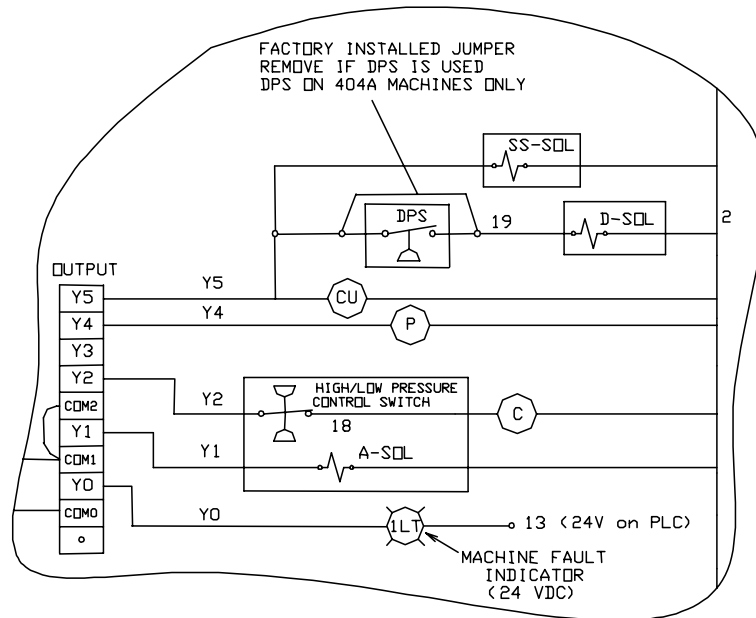 FACTORY INSTALLED JUMPER
REMOVE IF DPS IS USED
DPS ON 404A MACHINES ONLY
SS-SOL
DPS
19
D-SOL
2
OUTPUT
Y5
Y5
CU
Y4
Y4
P
Y3
Y2
Y2
HIGH/LOW PRESSURE
CONTROL SWITCH
C
COM2
18
Y1
Y1
A-SOL
COM1
Y0
Y0
1LT
13 (24V on PLC)
COM0
MACHINE FAULT
INDICATOR
(24 VDC)